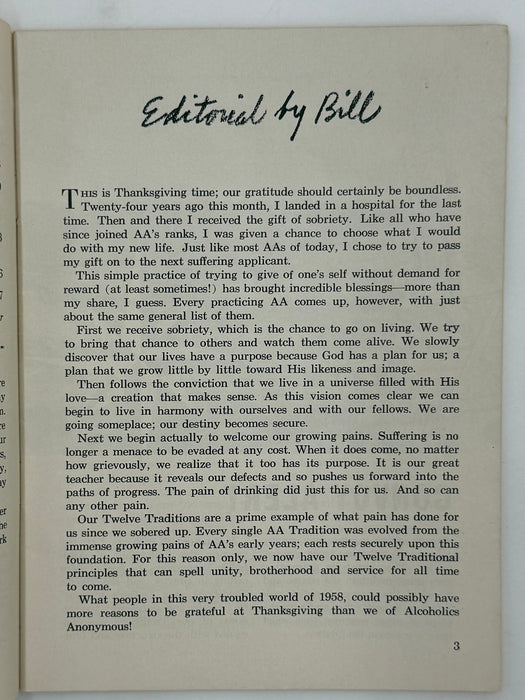 Editorial by Bill
THIS is Thanksgiving time; our gratitude should certainly be boundless.
Twenty-four years ago this month, I landed in a hospital for the last
time. Then and there I received the gift of sobriety. Like all who have
since joined AA's ranks, I was given a chance to choose what I would
do with my new life. Just like most AAs of today, I chose to try to pass
my gift on to the next suffering applicant.
This simple practice of trying to give of one's self without demand for
reward (at least sometimes!) has brought incredible blessings—more than
my share, I guess. Every practicing AA comes up, however, with just
about the same general list of them.
First we receive sobriety, which is the chance to go on living. We try
to bring that chance to others and watch them come alive. We slowly
discover that our lives have a purpose because God has a plan for us; a
plan that we grow little by little toward His likeness and image.
Then follows the conviction that we live in a universe filled with His
love—a creation that makes sense. As this vision comes clear we can
begin to live in harmony with ourselves and with our fellows. We are
going someplace; our destiny becomes secure.
Next we begin actually to welcome our growing pains. Suffering is no
longer a menace to be evaded at any cost. When it does come, no matter
how grievously, we realize that it too has its purpose. It is our great
teacher because it reveals our defects and so pushes us forward into the
paths of progress. The pain of drinking did just this for us. And so can
any other pain.
Our Twelve Traditions are a prime example of what pain has done for
us since we sobered up. Every single AA Tradition was evolved from the
immense growing pains of AA's early years; each rests securely upon this
foundation. For this reason only, we now have our Twelve Traditional
principles that can spell unity, brotherhood and service for all time
to come.
What people in this very troubled world of 1958, could possibly have
more reasons to be grateful at Thanksgiving than we of Alcoholics
Anonymous!
3